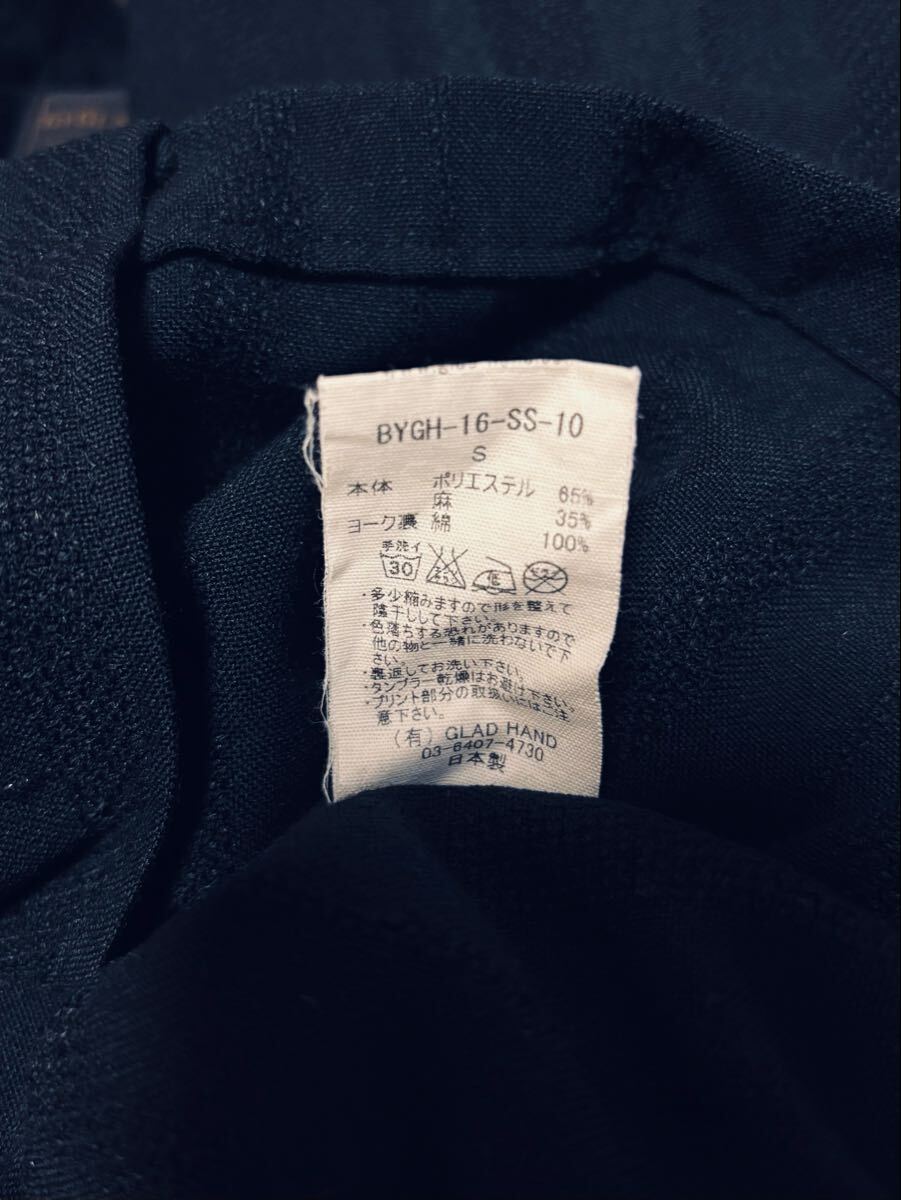 BYGH-16-SS-10
S
本体 ポリエステル 65%
麻 35%
ヨーク裏 綿 100%
手洗イ
30
低
・多少縮みますので形を整えて
陰干しして下さい。
・色落ちする恐れがありますので
他の物と一緒に洗わないで下
さい。
・裏返してお洗い下さい。
・タンブラー乾燥はお避け下さい。
・プリント部分の取扱いにはご注
意下さい。
(有) GLAD HAND
03-6407-4730
日本製